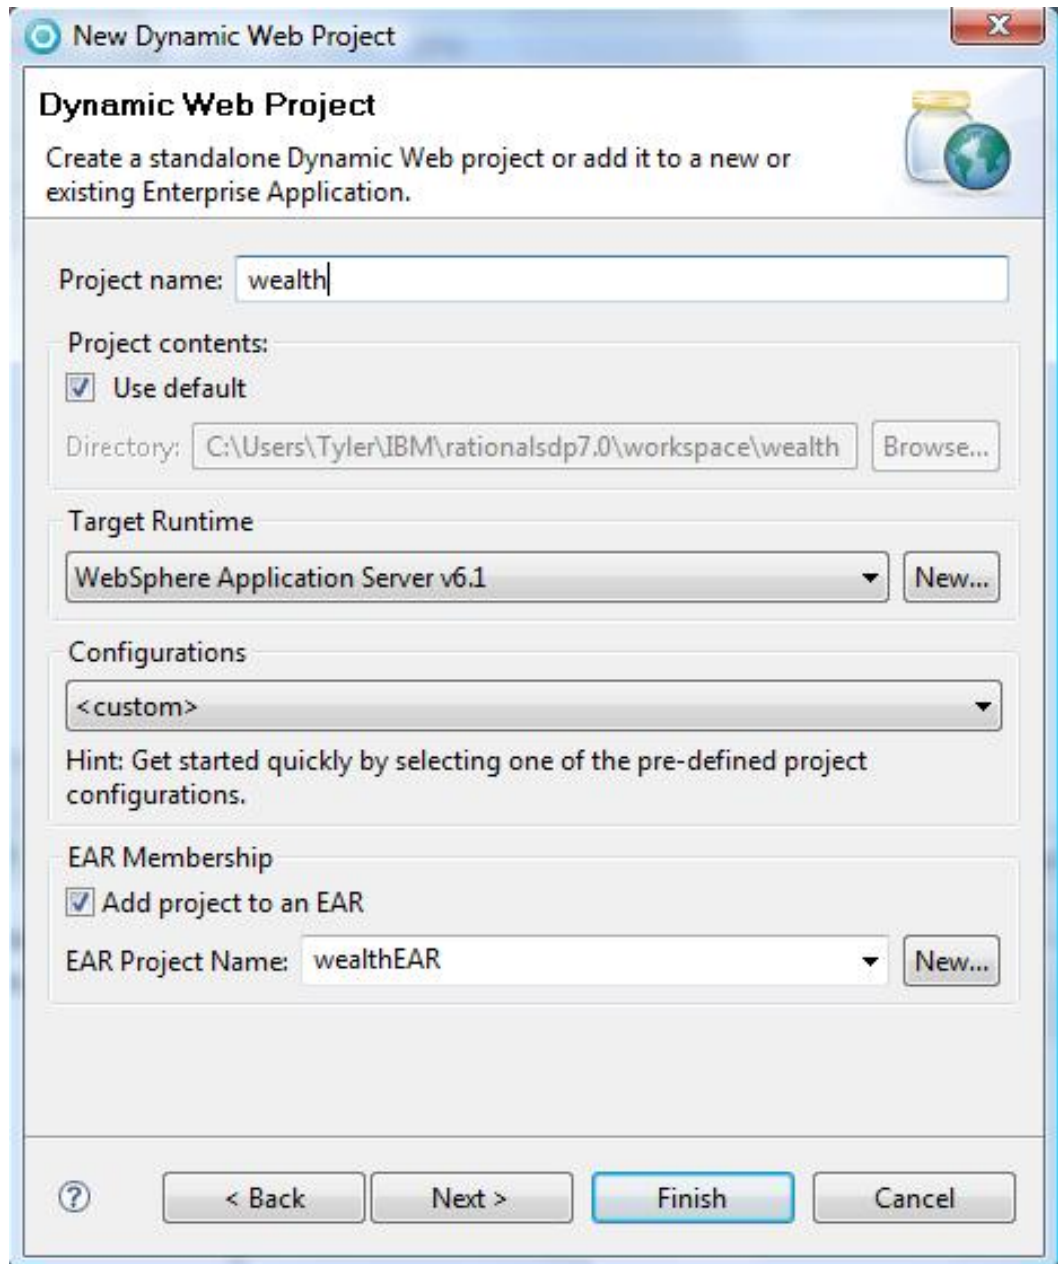 New Dynamic Web Project
Dynamic Web Project
Create a standalone Dynamic Web project or add it to a new or
existing Enterprise Application.
Project name: wealth
Project contents:
Use default
Directory: C:\Users\Tyler\IBM\rationalsdp7.0\workspace\wealth Browse...
Target Runtime
WebSphere Application Server v6.1 New...
Configurations
<custom>
Hint: Get started quickly by selecting one of the pre-defined project
configurations.
EAR Membership
Add project to an EAR
EAR Project Name: wealthEAR New...
? < Back Next > Finish Cancel